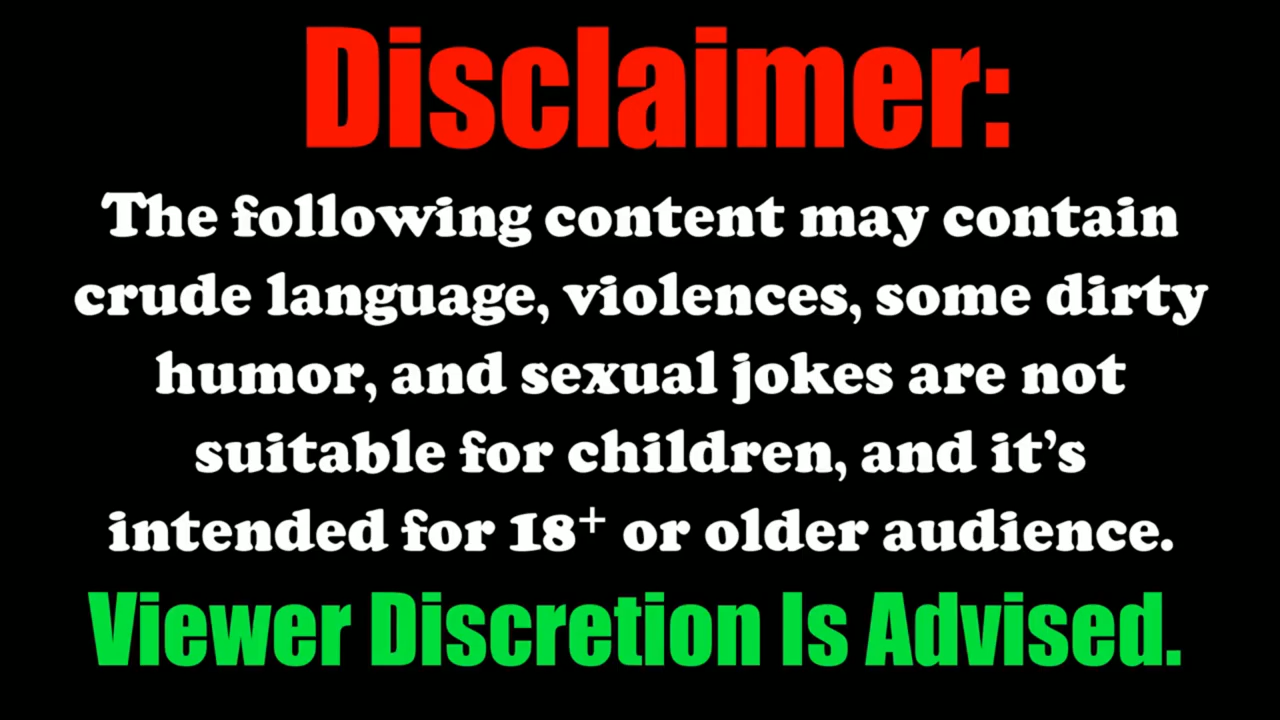 Disclaimer:
The following content may contain
crude language, violences, some dirty
humor, and sexual jokes are not
suitable for children, and it’s
intended for 18⁺ or older audience.
Viewer Discretion Is Advised.